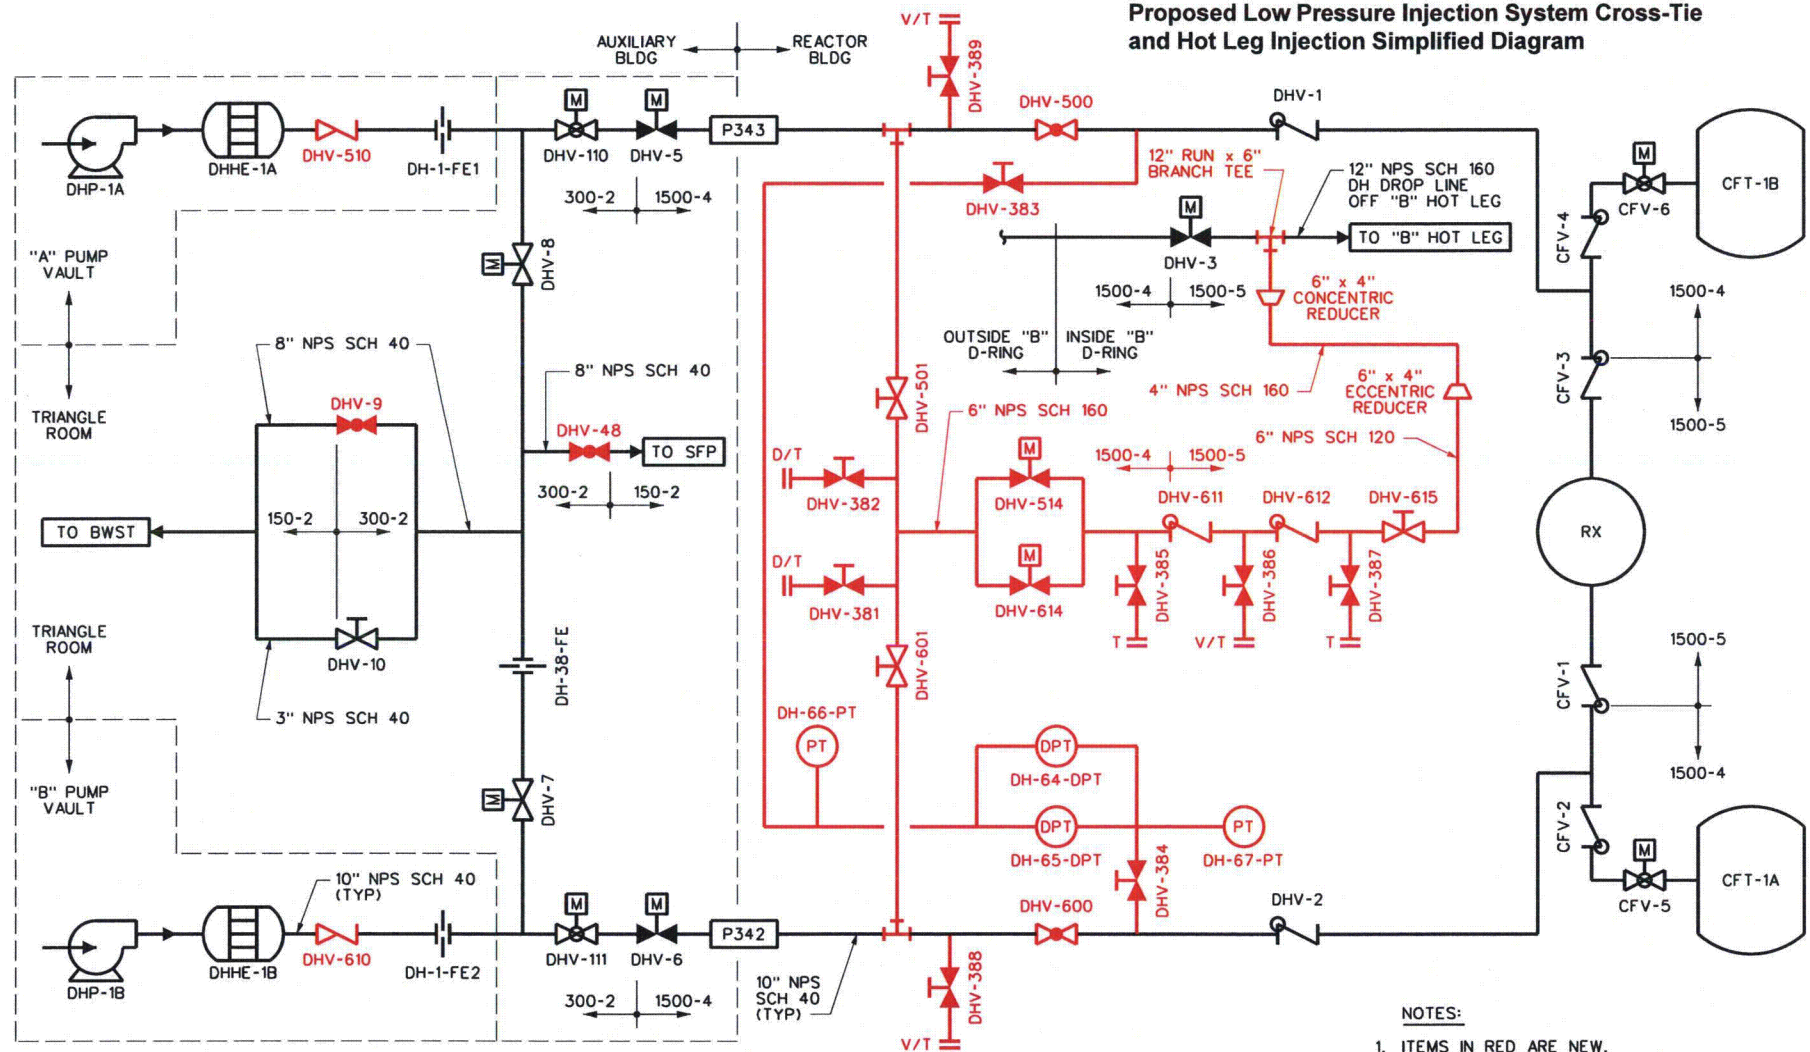 Proposed Low Pressure Injection System Cross-Tie
and Hot Leg Injection Simplified Diagram
V/T
DHV-389
AUXILIARY
BLDG
REACTOR
BLDG
M
M
DHV-500
DHV-1
P343
DHP-1A
DHHE-1A
DHV-510
DH-1-FE1
DHV-110
DHV-5
300-2
1500-4
12" RUN x 6"
BRANCH TEE
12" NPS SCH 160
DH DROP LINE
OFF "B" HOT LEG
M
CFV-6
CFT-1B
DHV-383
M
DHV-3
TO "B" HOT LEG
CFV-4
"A" PUMP
VAULT
M
DHV-8
1500-4
1500-5
6" x 4"
CONCENTRIC
REDUCER
1500-4
OUTSIDE "B"
D-RING
INSIDE "B"
D-RING
8" NPS SCH 40
8" NPS SCH 40
DHV-501
4" NPS SCH 160
6" x 4"
ECCENTRIC
REDUCER
CFV-3
1500-5
TRIANGLE
ROOM
DHV-9
6" NPS SCH 160
DHV-48
TO SFP
6" NPS SCH 120
D/T
DHV-382
M
DHV-514
1500-4
1500-5
300-2
150-2
DHV-611
DHV-612
DHV-615
TO BWST
150-2
300-2
RX
D/T
DHV-381
M
DHV-614
DHV-385
DHV-386
DHV-387
T
V/T
T
TRIANGLE
ROOM
DHV-10
DH-38-FE
DHV-601
1500-5
CFV-1
3" NPS SCH 40
DH-66-PT
PT
DPT
DH-64-DPT
1500-4
"B" PUMP
VAULT
M
DHV-7
DPT
DH-65-DPT
PT
DH-67-PT
CFV-2
M
CFV-5
CFT-1A
DHV-384
10" NPS SCH 40
(TYP)
M
M
DHV-600
DHV-2
P342
DHP-1B
DHHE-1B
DHV-610
DH-1-FE2
DHV-111
DHV-6
300-2
1500-4
10" NPS
SCH 40
(TYP)
DHV-388
V/T
NOTES:
1. ITEMS IN RED ARE NEW.